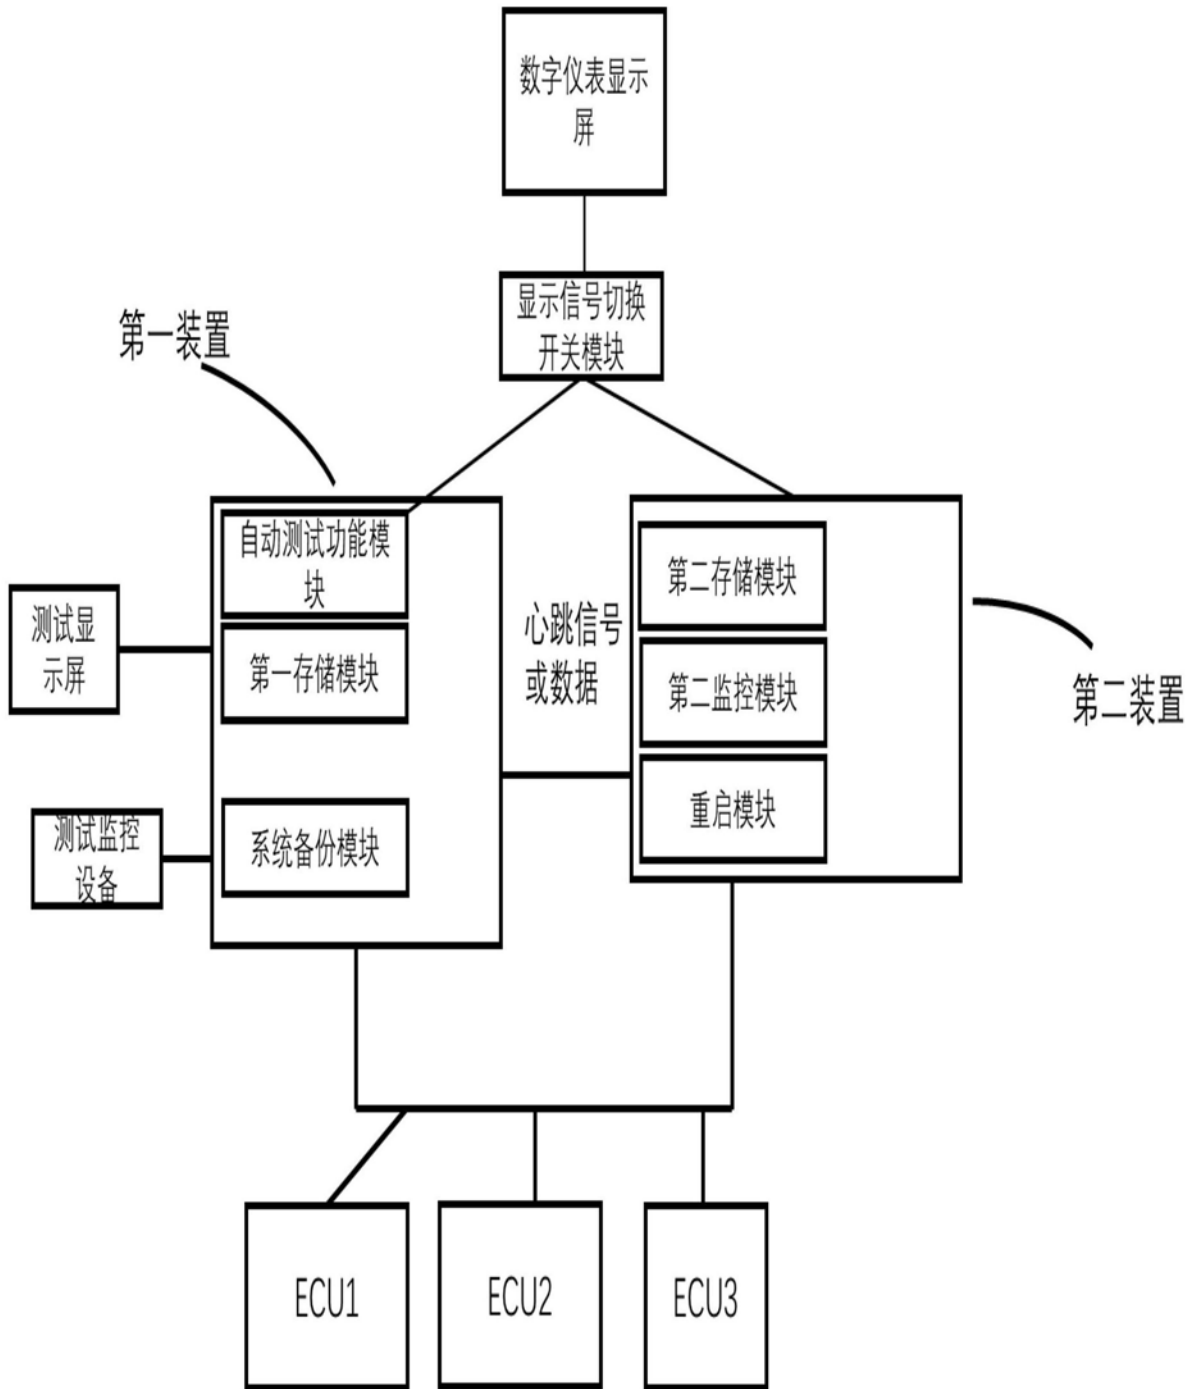 数字仪表显示
屏
显示信号切换
开关模块
第一装置
自动测试功能模
块
第一存储模块
系统备份模块
测试显
示屏
测试监控
设备
心跳信号
或数据
第二存储模块
第二监控模块
重启模块
第二装置
ECU1
ECU2
ECU3